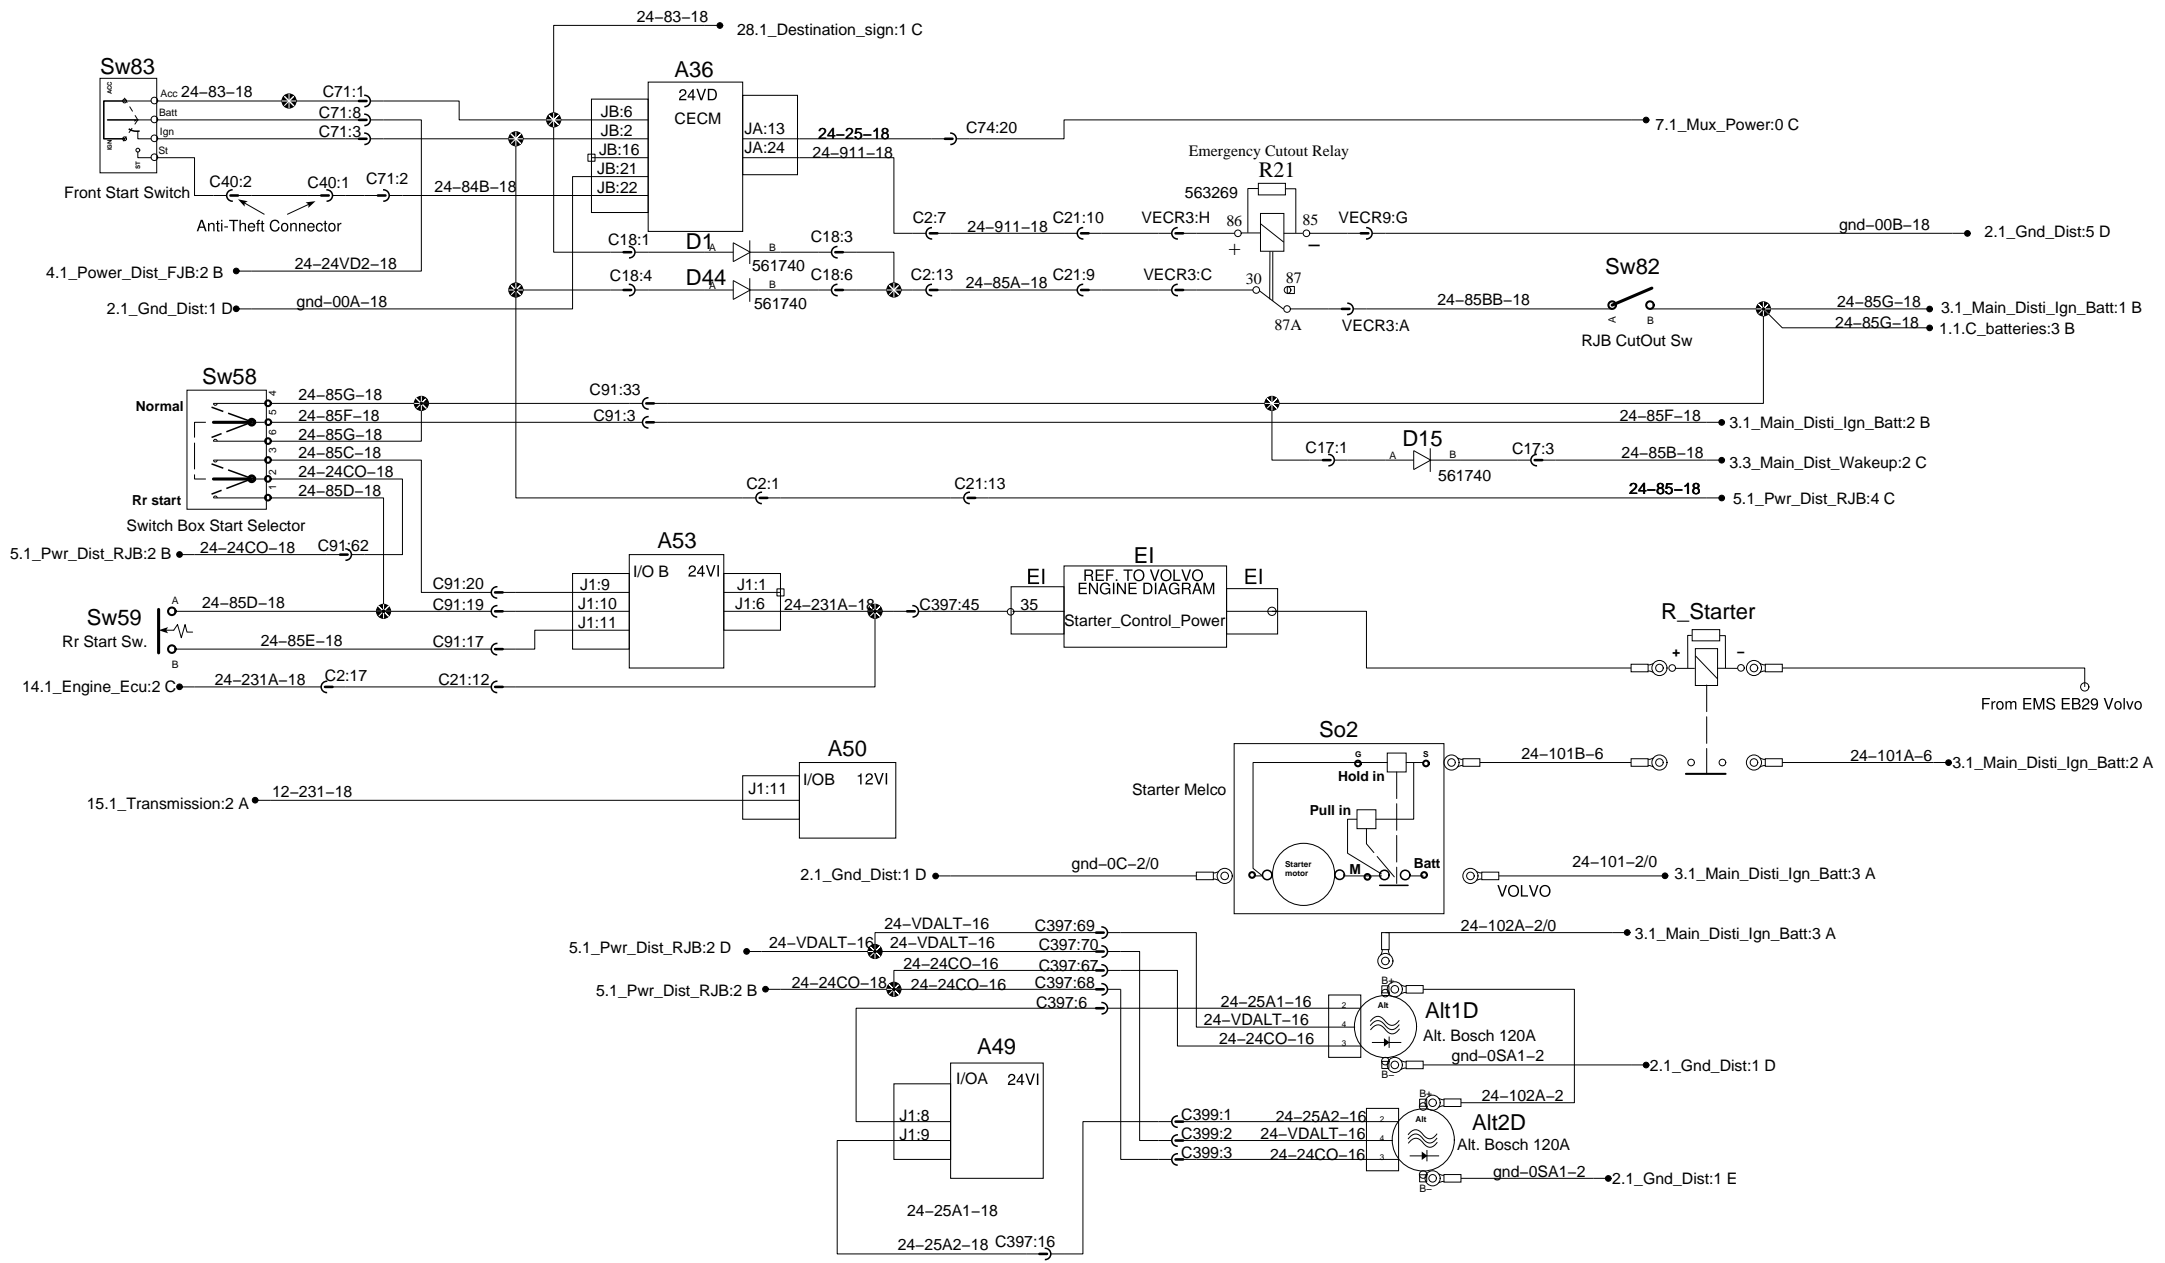 24–83–18
28.1_Destination_sign:1 C
Sw83
A36
24VD
CECM
ACC
IGN
ST
Acc 24–83–18
C71:1
Batt
C71:8
Ign
C71:3
St
JB:6
JB:2
JB:16
JB:21
JB:22
JA:13
JA:24
24–25–18
24–911–18
C74:20
7.1_Mux_Power:0 C
Front Start Switch
C40:2
C40:1
C71:2
24–84B–18
Anti-Theft Connector
Emergency Cutout Relay
R21
563269
C2:7
24–911–18
C21:10
VECR3:H
86
85
+
–
VECR9:G
gnd–00B–18
2.1_Gnd_Dist:5 D
4.1_Power_Dist_FJB:2 B
24–24VD2–18
C18:1
D1
A
B
561740
C18:3
2.1_Gnd_Dist:1 D
gnd–00A–18
C18:4
D44
A
B
561740
C18:6
C2:13
24–85A–18
C21:9
VECR3:C
30
87
87A
VECR3:A
24–85BB–18
Sw82
A
B
RJB CutOut Sw
24–85G–18
3.1_Main_Disti_Ign_Batt:1 B
24–85G–18
1.1.C_batteries:3 B
Sw58
Normal
Rr start
4
5
6
3
2
1
24–85G–18
24–85F–18
24–85G–18
24–85C–18
24–24CO–18
24–85D–18
Switch Box Start Selector
C91:33
C91:3
24–85F–18
3.1_Main_Disti_Ign_Batt:2 B
C17:1
A
D15
B
561740
C17:3
24–85B–18
3.3_Main_Dist_Wakeup:2 C
C2:1
C21:13
24–85–18
5.1_Pwr_Dist_RJB:4 C
5.1_Pwr_Dist_RJB:2 B
24–24CO–18
C91:62
A53
I/O B
24VI
J1:9
J1:10
J1:11
J1:1
J1:6
C91:20
C91:19
C91:17
Sw59
Rr Start Sw.
A
B
24–85D–18
24–85E–18
24–231A–18
C397:45
EI
EI
EI
35
REF. TO VOLVO
ENGINE DIAGRAM
Starter_Control_Power
R_Starter
+
–
From EMS EB29 Volvo
14.1_Engine_Ecu:2 C
24–231A–18
C2:17
C21:12
A50
I/OB
12VI
J1:11
15.1_Transmission:2 A
12–231–18
So2
Starter Melco
G
S
Hold in
Pull in
Starter
motor
M
Batt
24–101B–6
24–101A–6
3.1_Main_Disti_Ign_Batt:2 A
2.1_Gnd_Dist:1 D
gnd–0C–2/0
24–101–2/0
VOLVO
3.1_Main_Disti_Ign_Batt:3 A
24–102A–2/0
3.1_Main_Disti_Ign_Batt:3 A
24–VDALT–16
C397:69
5.1_Pwr_Dist_RJB:2 D
24–VDALT–16
24–VDALT–16
C397:70
24–24CO–16
C397:67
5.1_Pwr_Dist_RJB:2 B
24–24CO–18
24–24CO–16
C397:68
C397:6
24–25A1–16
24–VDALT–16
24–24CO–16
2
4
3
B+
Alt
B–
Alt1D
Alt. Bosch 120A
gnd–0SA1–2
2.1_Gnd_Dist:1 D
A49
I/OA
24VI
J1:8
J1:9
24–102A–2
C399:1
C399:2
C399:3
24–25A2–16
24–VDALT–16
24–24CO–16
2
4
3
B+
Alt
B–
Alt2D
Alt. Bosch 120A
gnd–0SA1–2
2.1_Gnd_Dist:1 E
24–25A1–18
24–25A2–18
C397:16